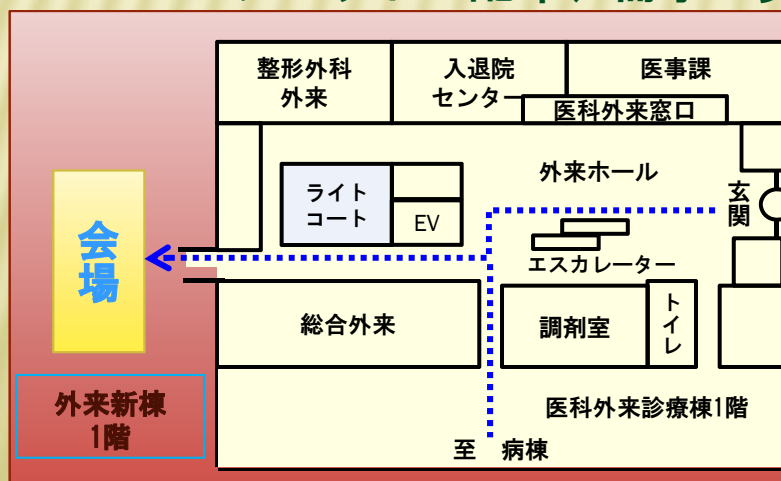 整形外科
外来
入退院
センター
医事課
医科外来窓口
外来ホール
玄関
ライト
コート
EV
会場
エスカレーター
総合外来
調剤室
トイレ
外来新棟
1階
医科外来診療棟1階
至 病棟